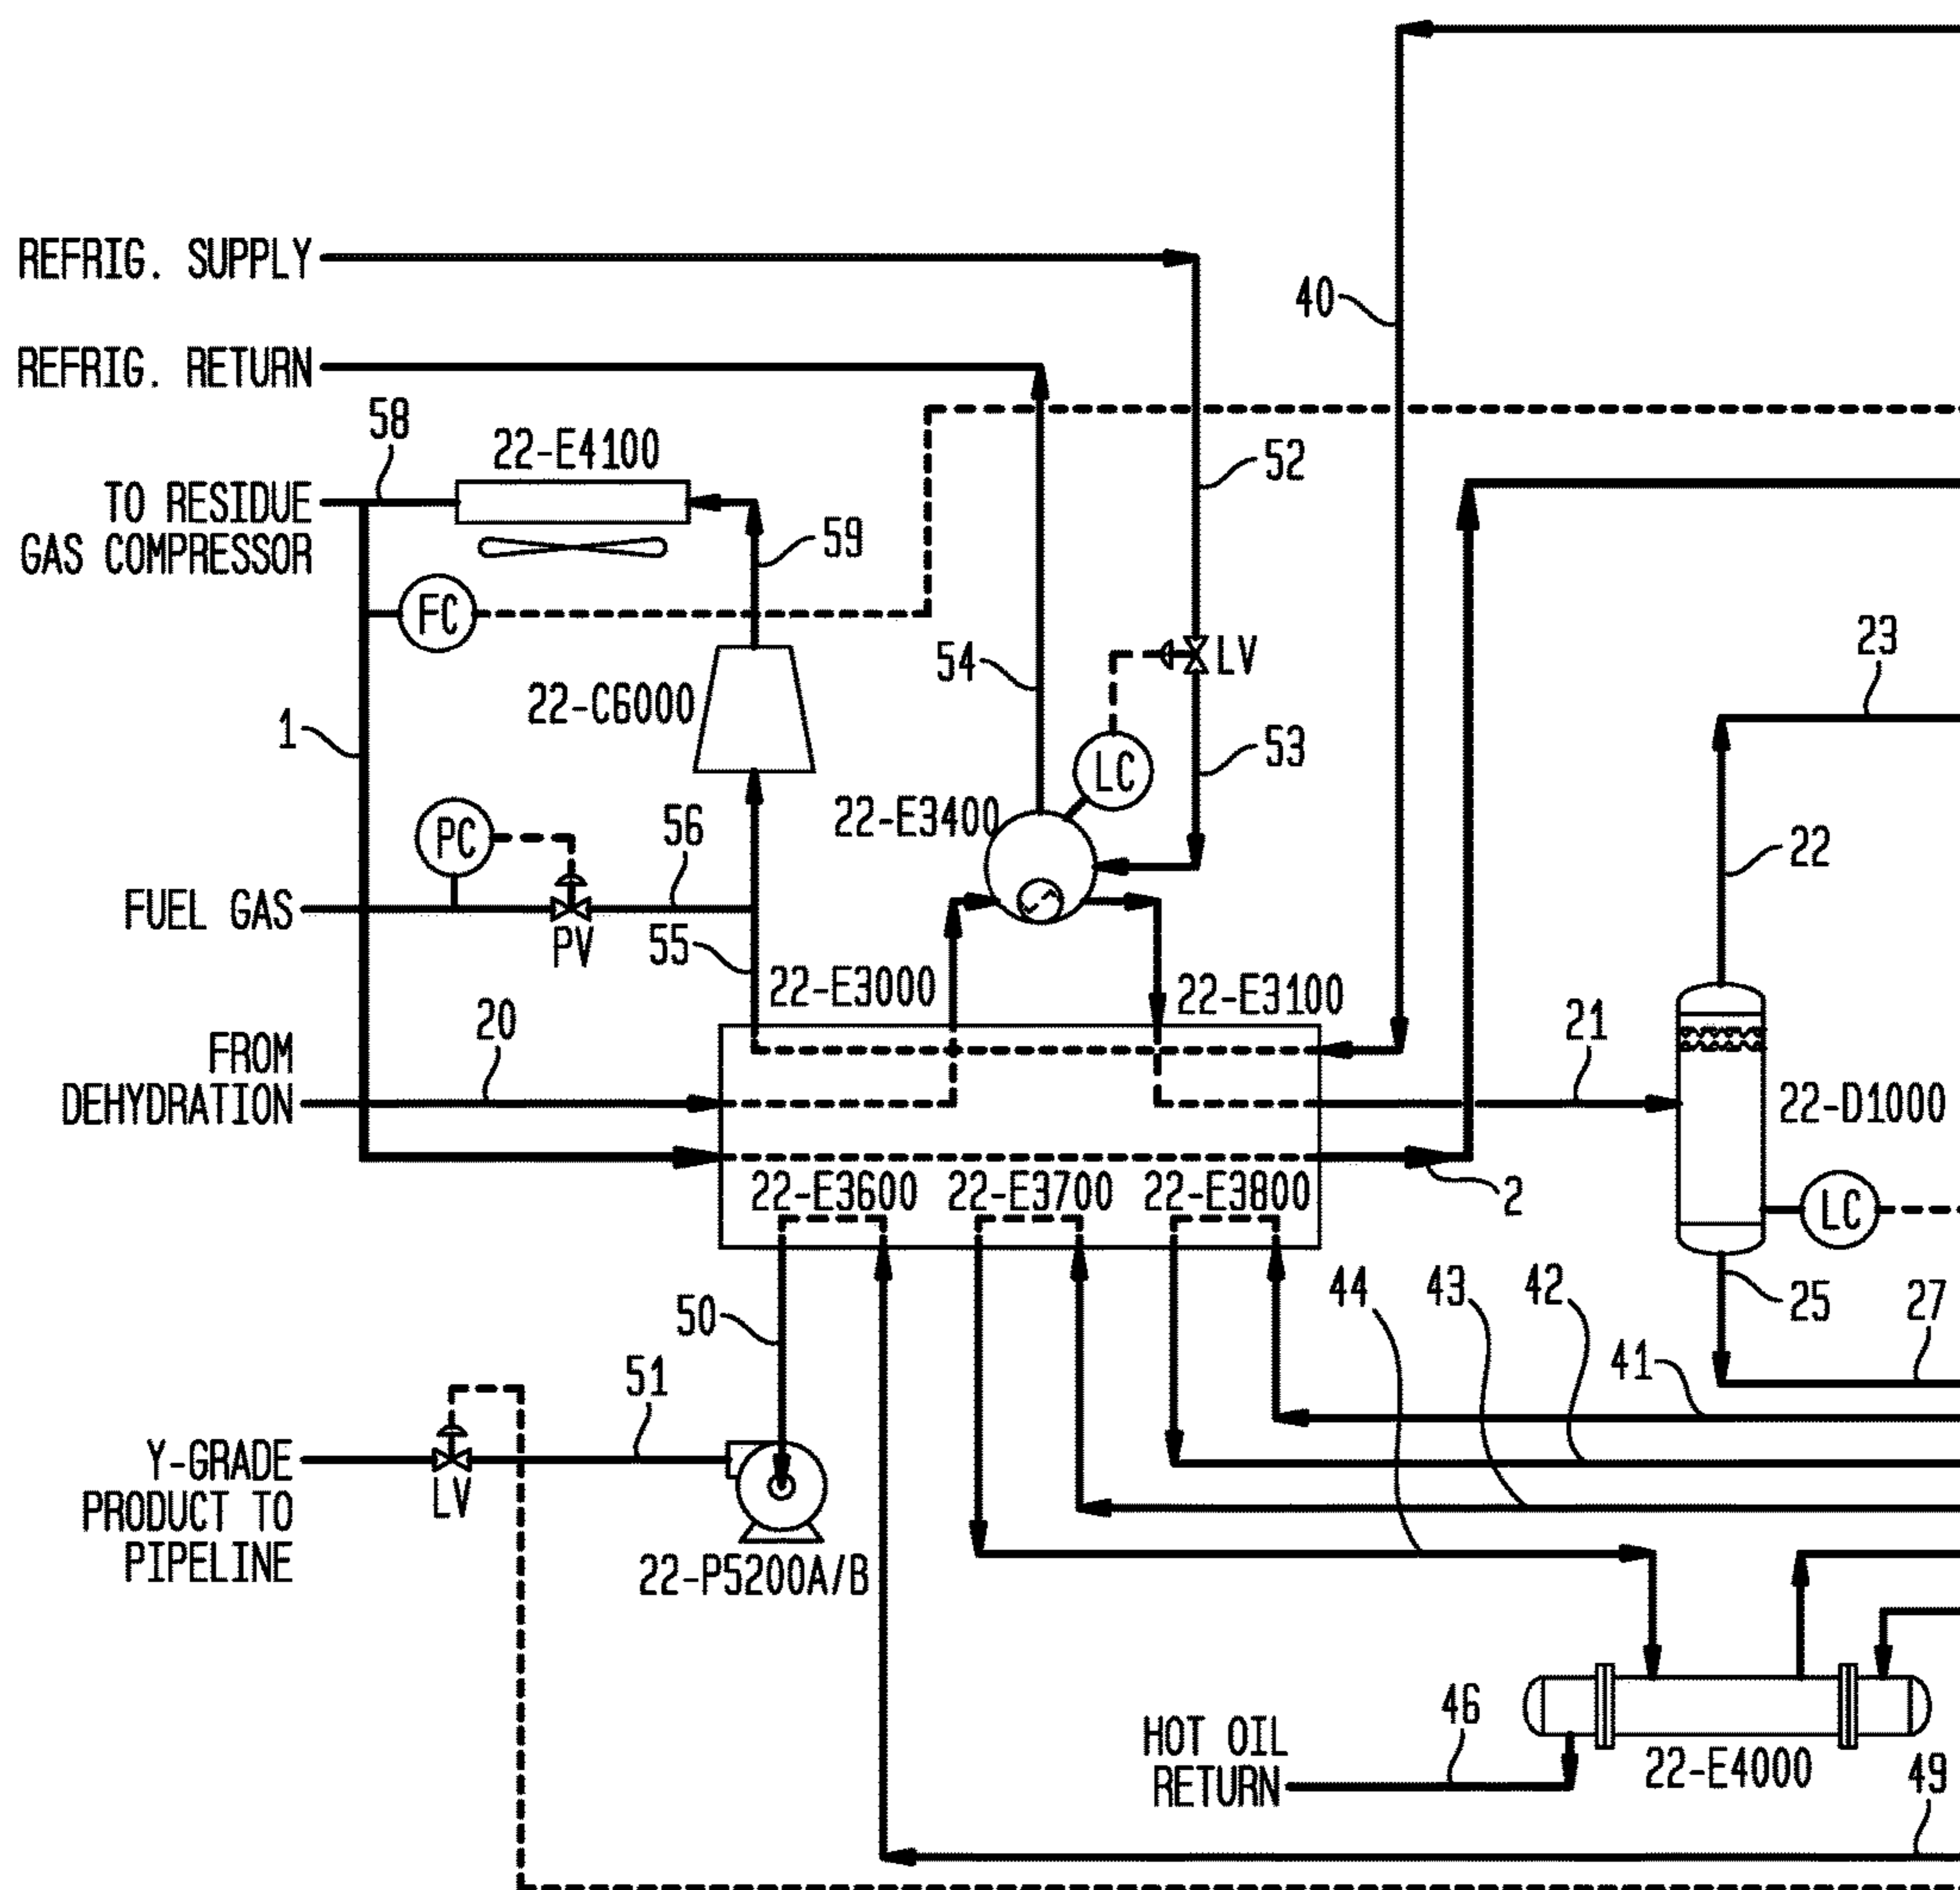 REFRIG. SUPPLY
40
REFRIG. RETURN
58
22-E4100
52
TO RESIDUE
GAS COMPRESSOR
59
FC
54
LV
23
22-C6000
1
53
LC
22-E3400
PC
56
22
FUEL GAS
PV
55
22-E3000
22-E3100
20
21
FROM
DEHYDRATION
22-D1000
22-E3600
22-E3700
22-E3800
2
LC
50
44
43
42
25
27
41
51
Y-GRADE
PRODUCT TO
PIPELINE
LV
22-P5200A/B
46
HOT OIL
RETURN
22-E4000
49